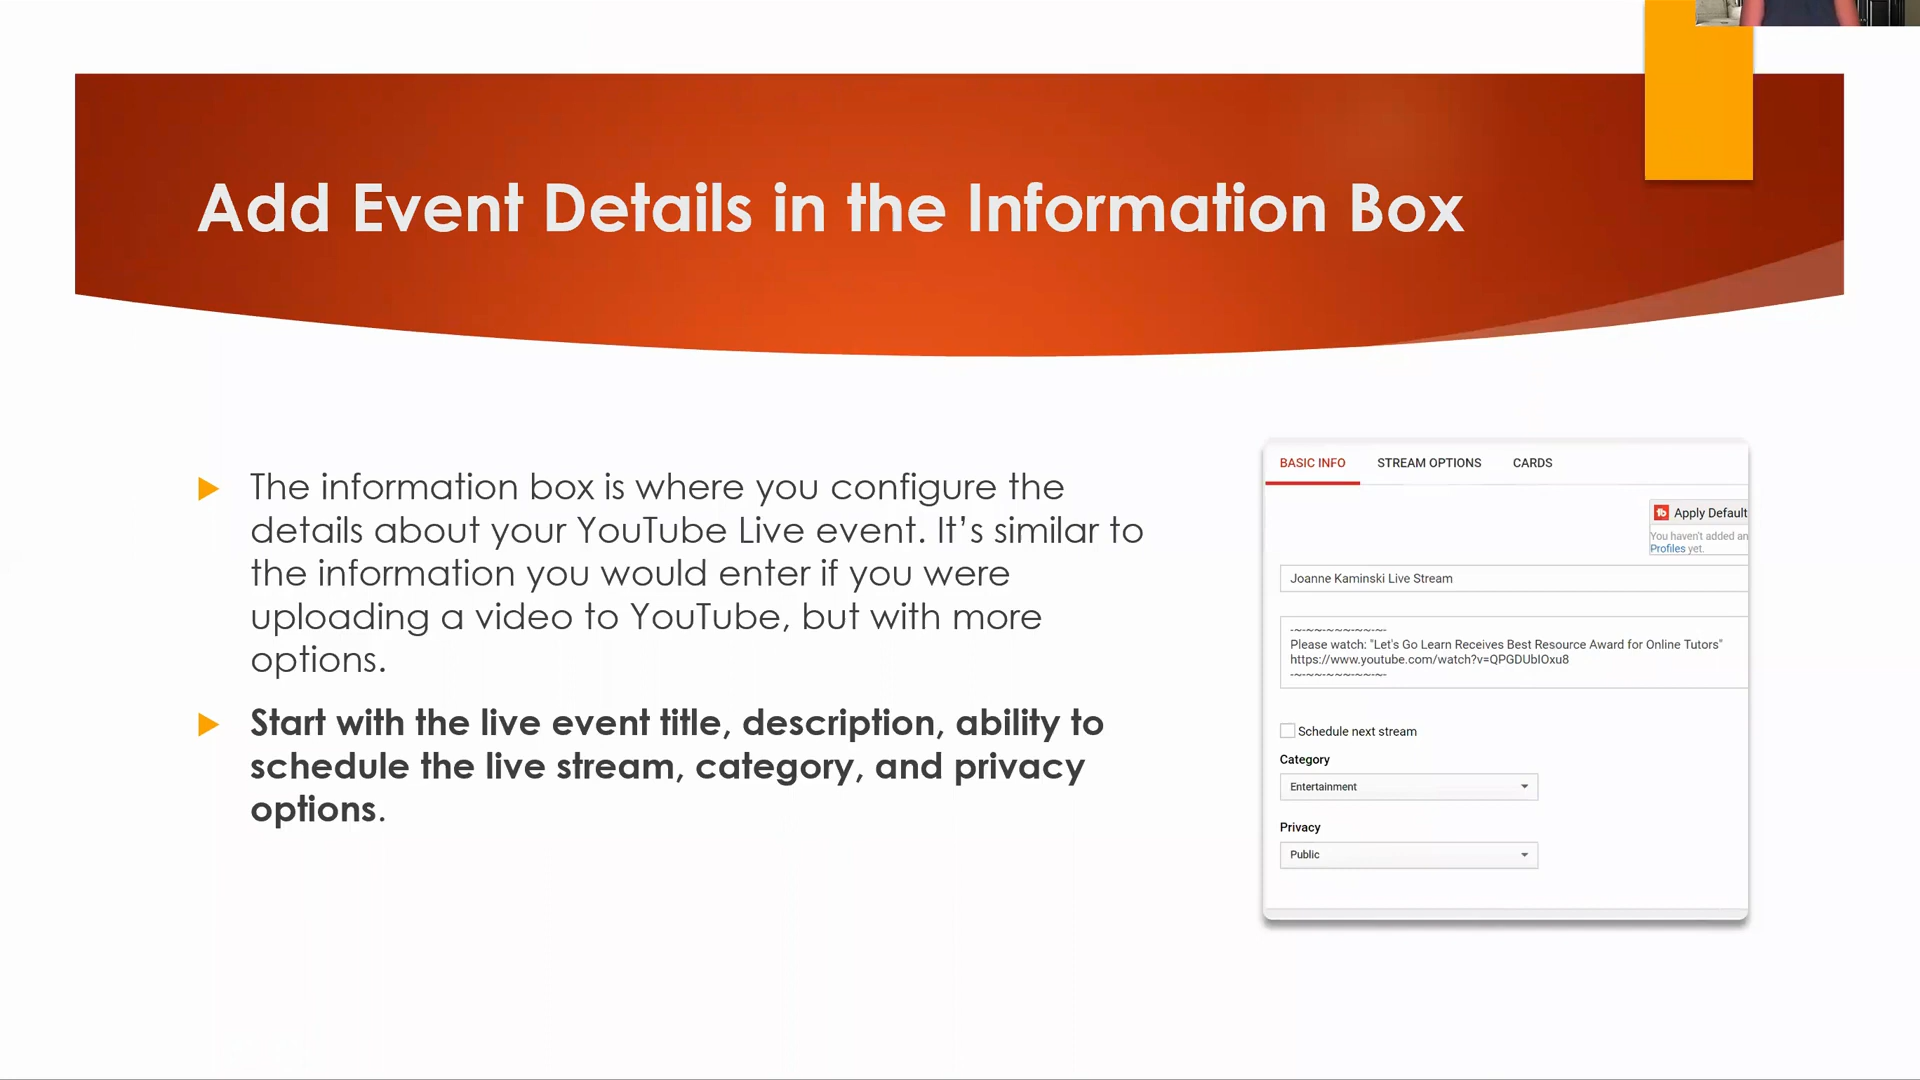 Add Event Details in the Information Box
The information box is where you configure the
details about your YouTube Live event. It’s similar to
the information you would enter if you were
uploading a video to YouTube, but with more
options.
Start with the live event title, description, ability to
schedule the live stream, category, and privacy
options.
BASIC INFO STREAM OPTIONS CARDS
Apply Default
You haven't added an
Profiles yet.
Joanne Kaminski Live Stream
-~-~~-~~~-~~-~-
Please watch: "Let's Go Learn Receives Best Resource Award for Online Tutors"
https://www.youtube.com/watch?v=QPGDUbIOxu8
-~-~~-~~~-~~-~-
Schedule next stream
Category
Entertainment
Privacy
Public